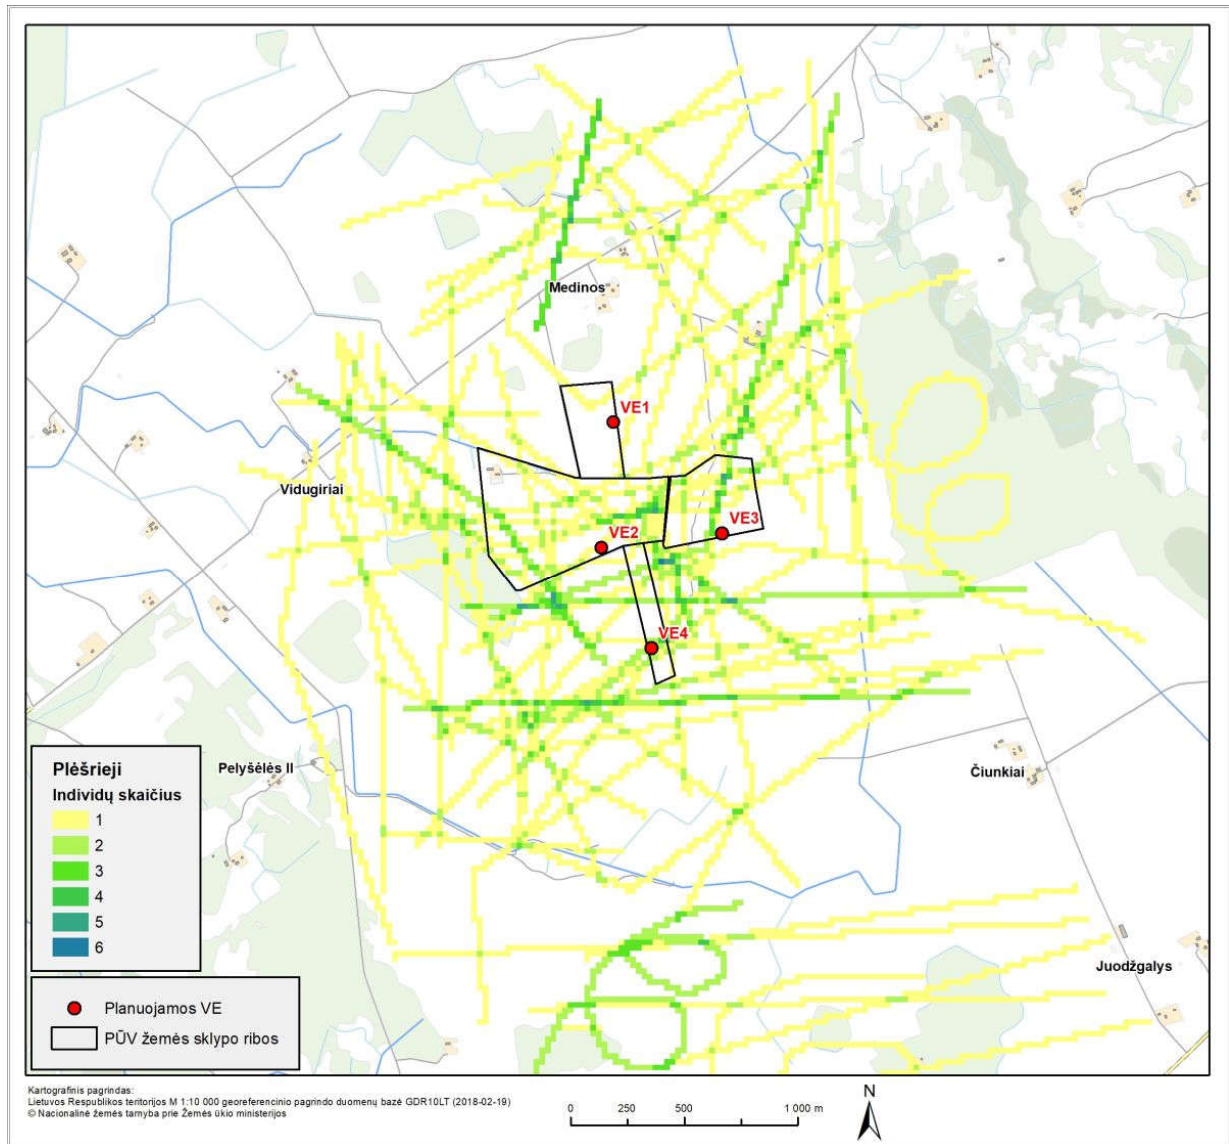 Medinos
VE1
Vidugiriai
VE2
VE3
VE4
Pelyšėlės II
Čiunkiai
Juodžgalys
Plėšrieji
Individų skaičius
1
2
3
4
5
6
Planuojamos VE
PŪV žemės sklypo ribos
Kartografinis pagrindas:
Lietuvos Respublikos teritorijos M 1:10 000 georeferencinio pagrindo duomenų bazė GDR10LT (2018-02-19)
© Nacionalinė žemės tarnyba prie Žemės ūkio ministerijos
0 250 500 1 000 m
N